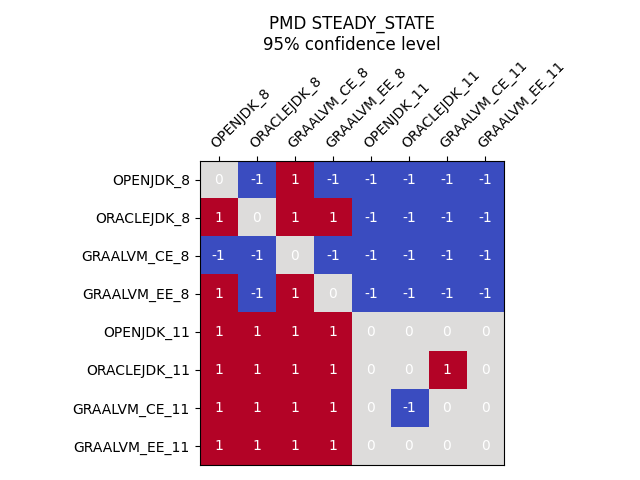 PMD STEADY_STATE
95% confidence level
OPENJDK_8 ORACLEJDK_8 GRAALVM_CE_8 GRAALVM_EE_8 OPENJDK_11 ORACLEJDK_11 GRAALVM_CE_11 GRAALVM_EE_11
OPENJDK_8 0 -1 1 -1 -1 -1 -1 -1
ORACLEJDK_8 1 0 1 1 -1 -1 -1 -1
GRAALVM_CE_8 -1 -1 0 -1 -1 -1 -1 -1
GRAALVM_EE_8 1 -1 1 0 -1 -1 -1 -1
OPENJDK_11 1 1 1 1 0 0 0 0
ORACLEJDK_11 1 1 1 1 0 0 1 0
GRAALVM_CE_11 1 1 1 1 0 -1 0 0
GRAALVM_EE_11 1 1 1 1 0 0 0 0